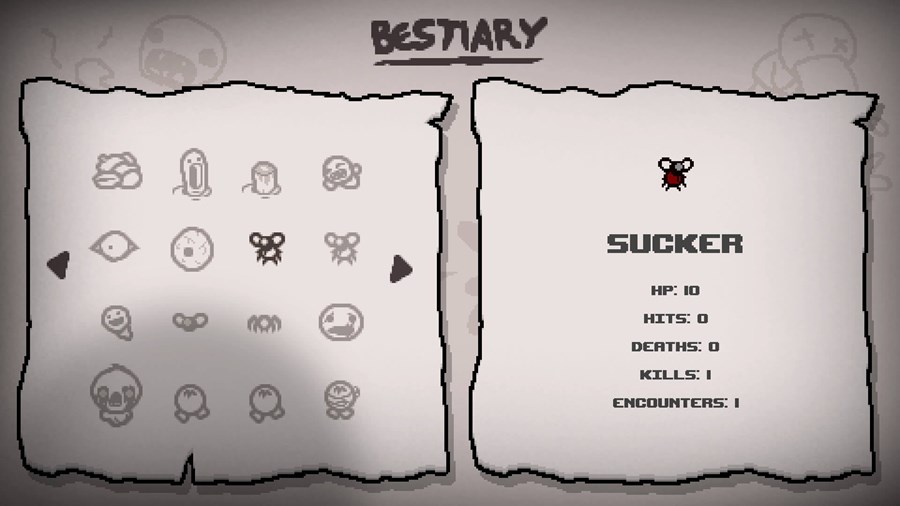 BESTIARY
SUCKER
HP: 10
HITS: 0
DEATHS: 0
KILLS: 1
ENCOUNTERS: 1